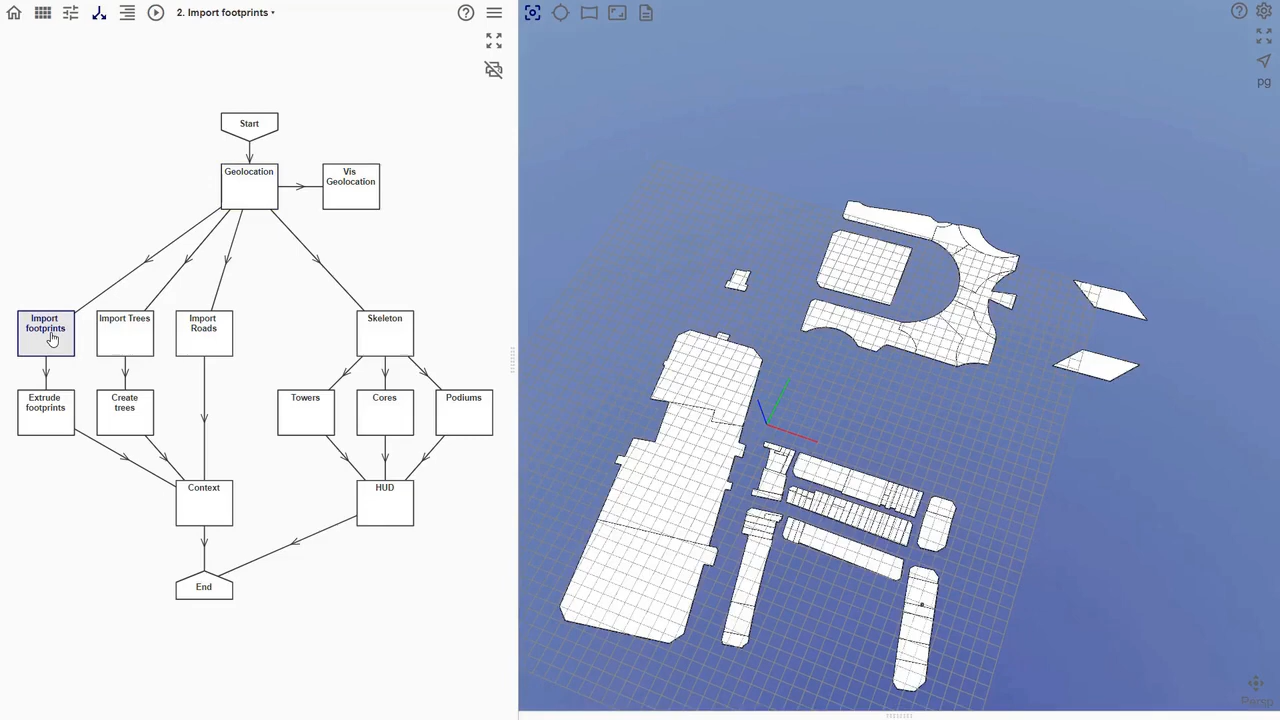 2. Import footprints
pg
Start
Geolocation
Vis
Geolocation
Import
footprints
Import Trees
Import
Roads
Skeleton
Extrude
footprints
Create
trees
Towers
Cores
Podiums
Context
HUD
End
Persp